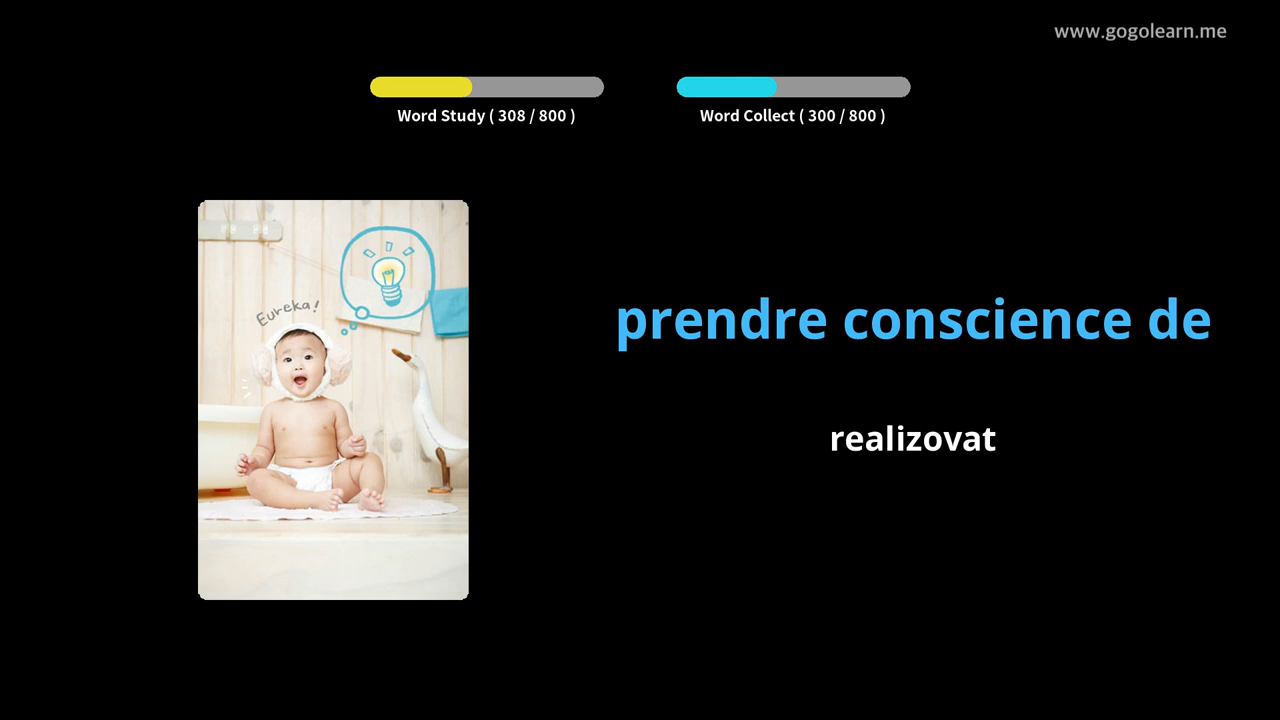 www.gogolearn.me
Word Study ( 308 / 800 )
Word Collect ( 300 / 800 )
Eureka!
prendre conscience de
realizovat